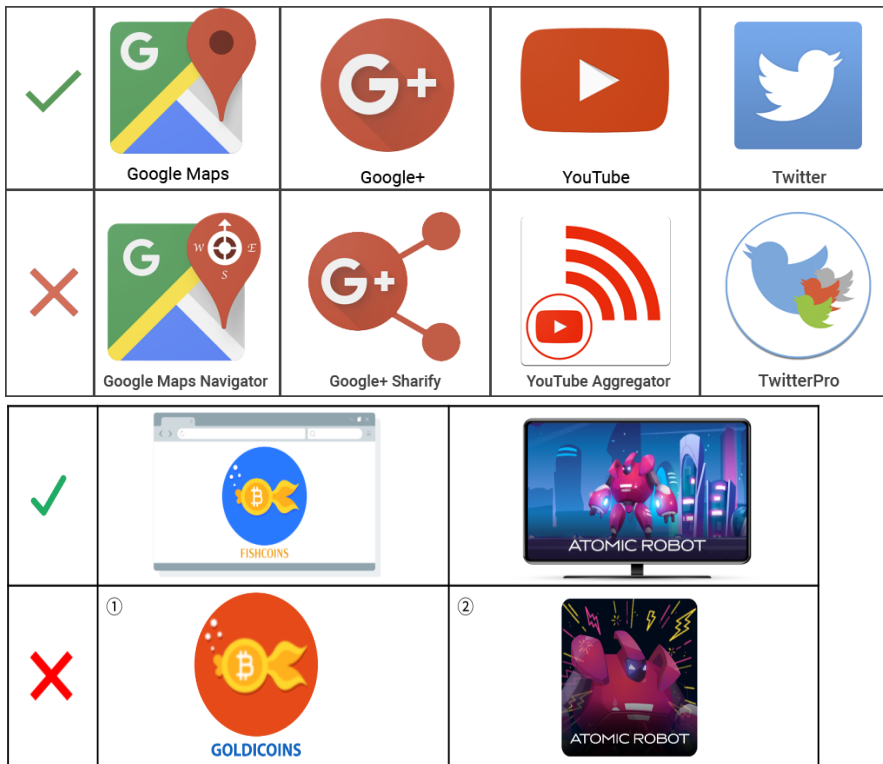 G
G+
Google Maps
Google+
YouTube
Twitter
G
W E
S
G+
Google Maps Navigator
Google+ Sharify
YouTube Aggregator
TwitterPro
B
FISHCOINS
ATOMIC ROBOT
①
②
B
GOLDICOINS
ATOMIC ROBOT